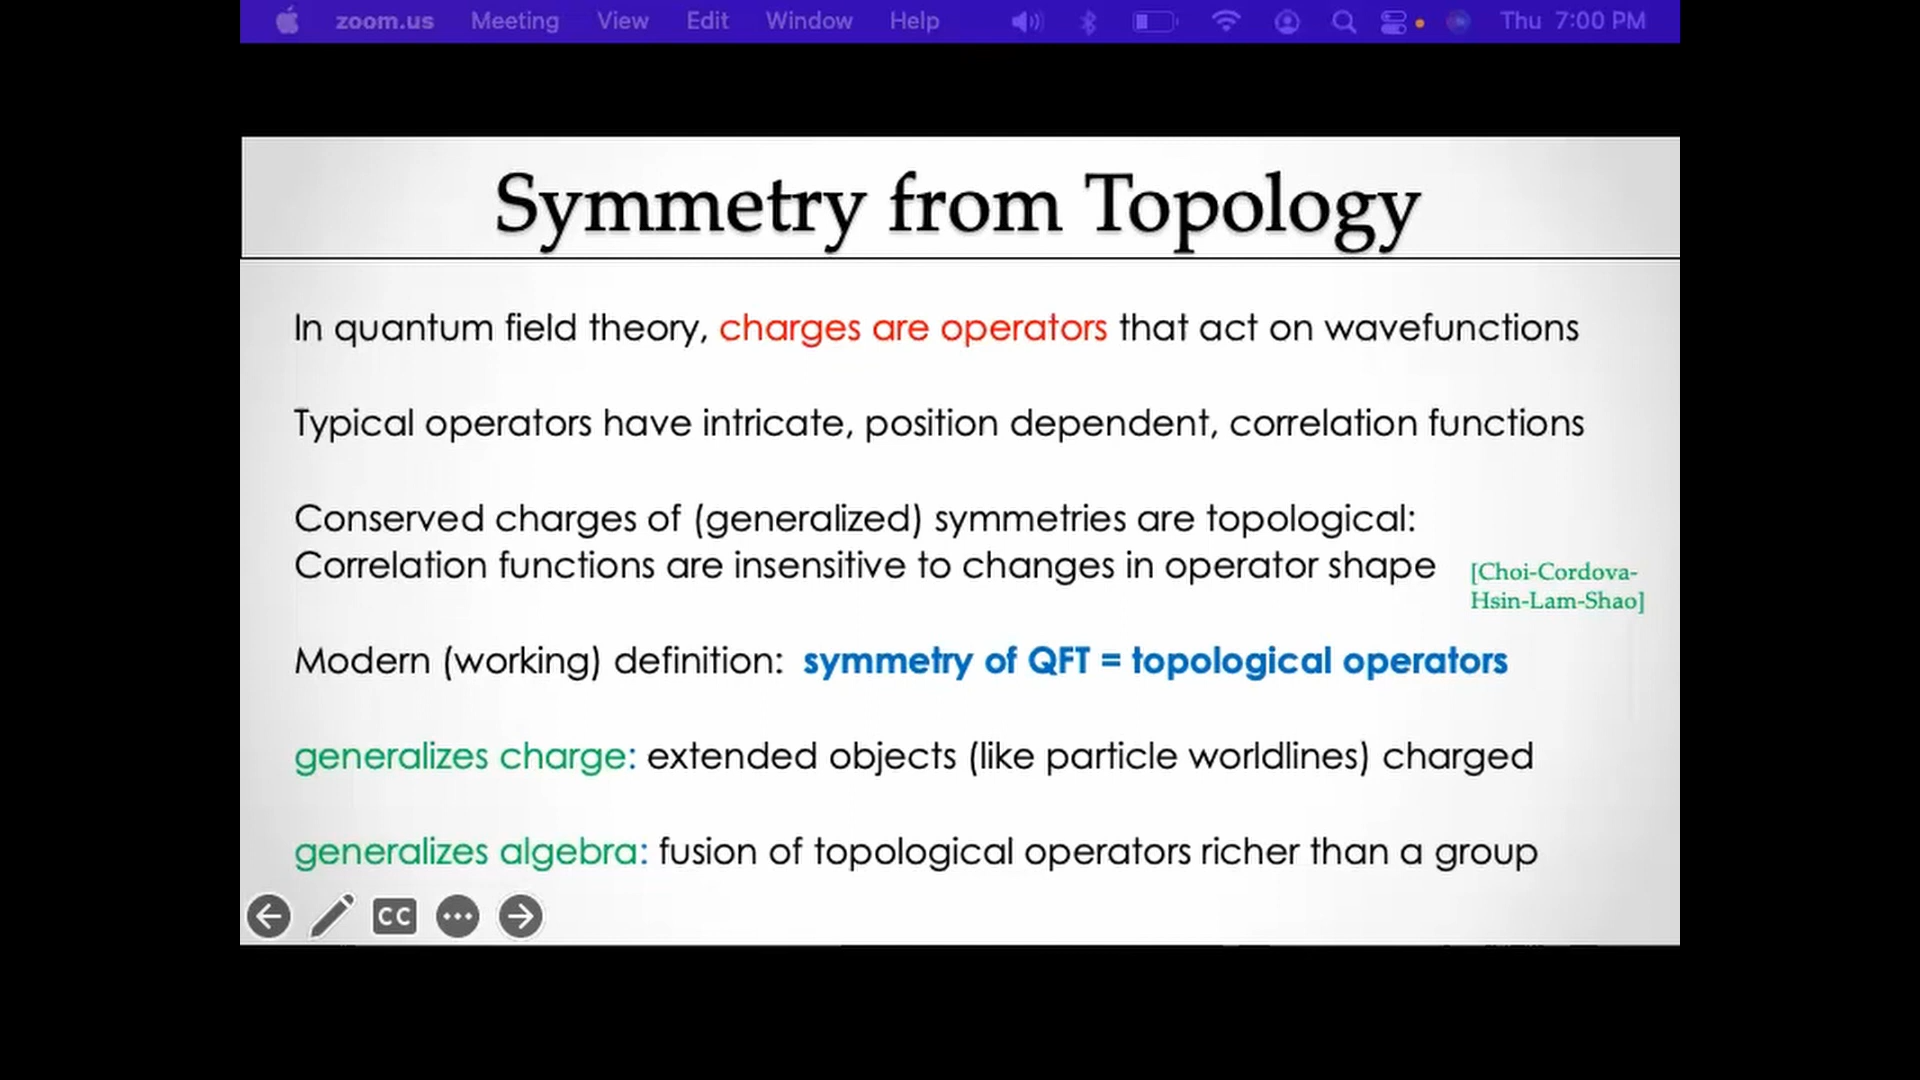 zoom.us Meeting View Edit Window Help Thu 7:00 PM
Symmetry from Topology
In quantum field theory, charges are operators that act on wavefunctions
Typical operators have intricate, position dependent, correlation functions
Conserved charges of (generalized) symmetries are topological:
Correlation functions are insensitive to changes in operator shape
[Choi-Cordova-
Hsin-Lam-Shao]
Modern (working) definition: symmetry of QFT = topological operators
generalizes charge: extended objects (like particle worldlines) charged
generalizes algebra: fusion of topological operators richer than a group
CC